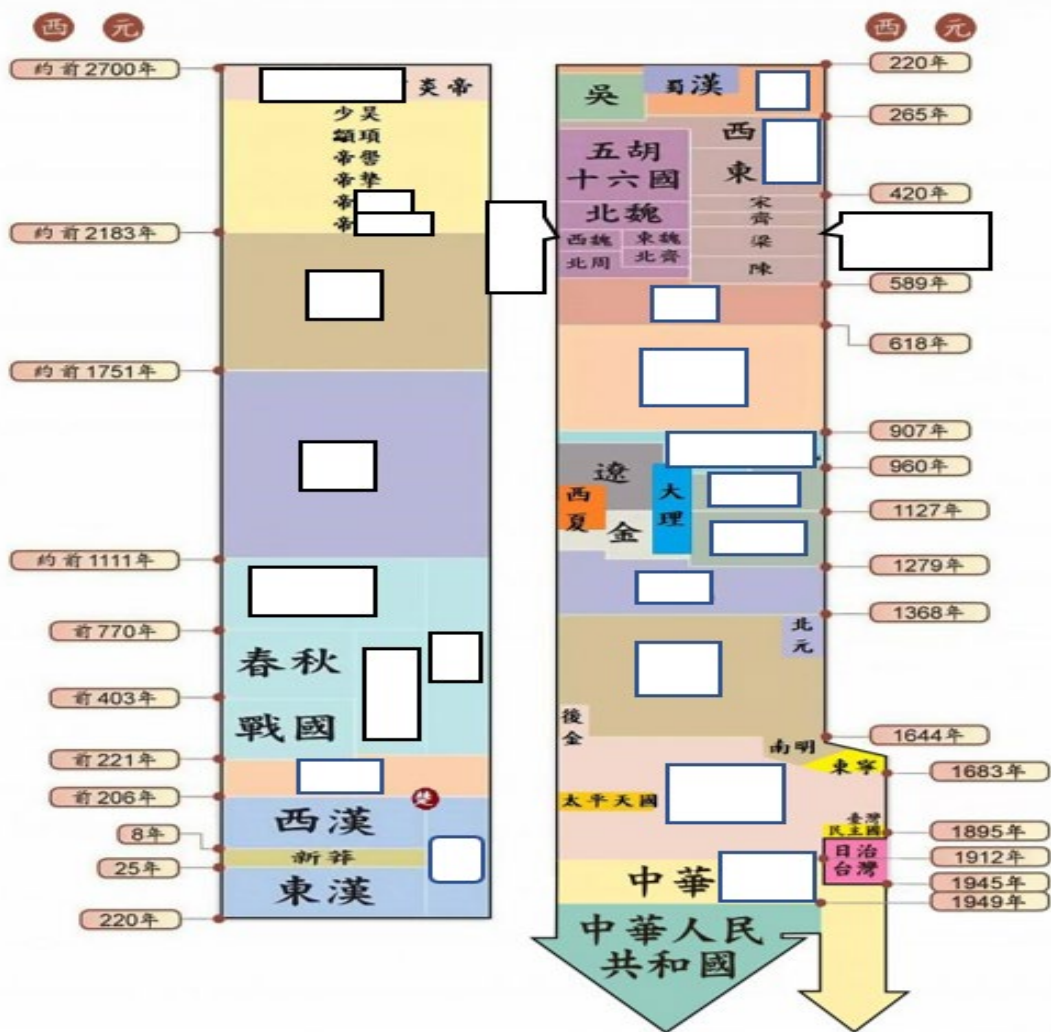 西 元
約前2700年
炎帝
少昊
顓頊
帝嚳
帝摯
帝
帝
約前2183年
約前1751年
約前1111年
前770年
春秋
前403年
戰國
前221年
前206年
楚
西漢
8年
新莽
25年
東漢
220年
西 元
220年
吳
蜀漢
265年
西
東
五胡
十六國
420年
北魏
宋
齊
梁
陳
西魏
東魏
北周
北齊
589年
618年
907年
960年
遼
西夏
大理
金
1127年
1279年
1368年
北元
後金
1644年
南明
東寧
1683年
太平天國
臺灣
民主國
1895年
日治
台灣
1912年
1945年
中華
1949年
中華人民
共和國